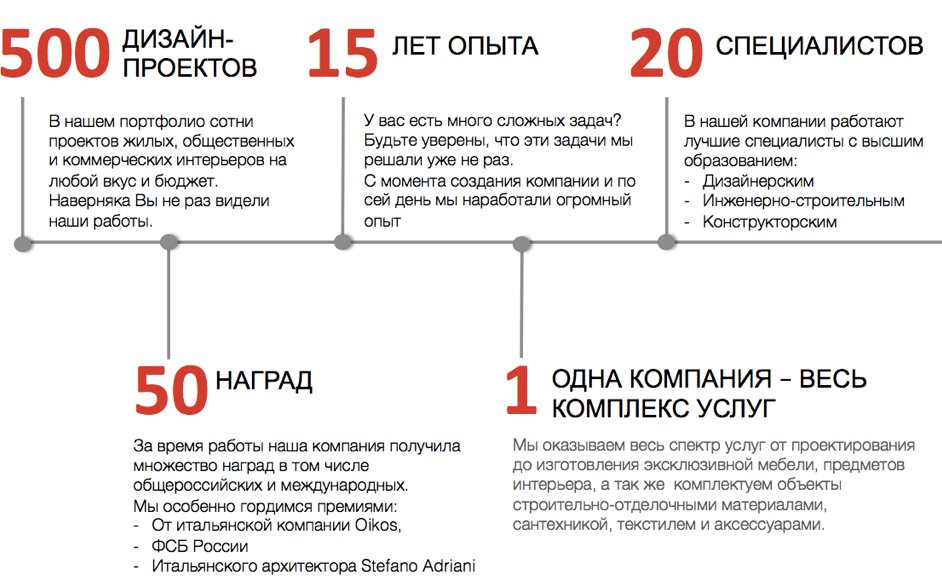 500 ДИЗАЙН-
ПРОЕКТОВ
В нашем портфолио сотни
проектов жилых, общественных
и коммерческих интерьеров на
любой вкус и бюджет.
Наверняка Вы не раз видели
наши работы.
15 ЛЕТ ОПЫТА
У вас есть много сложных задач?
Будьте уверены, что эти задачи мы
решали уже не раз.
С момента создания компании и по
сей день мы наработали огромный
опыт
20 СПЕЦИАЛИСТОВ
В нашей компании работают
лучшие специалисты с высшим
образованием:
- Дизайнерским
- Инженерно-строительным
- Конструкторским
50 НАГРАД
За время работы наша компания получила
множество наград в том числе
общероссийских и международных.
Мы особенно гордимся премиями:
- От итальянской компании Oikos,
- ФСБ России
- Итальянского архитектора Stefano Adriani
1 ОДНА КОМПАНИЯ – ВЕСЬ
КОМПЛЕКС УСЛУГ
Мы оказываем весь спектр услуг от проектирования
до изготовления эксклюзивной мебели, предметов
интерьера, а так же комплектуем объекты
строительно-отделочными материалами,
сантехникой, текстилем и аксессуарами.